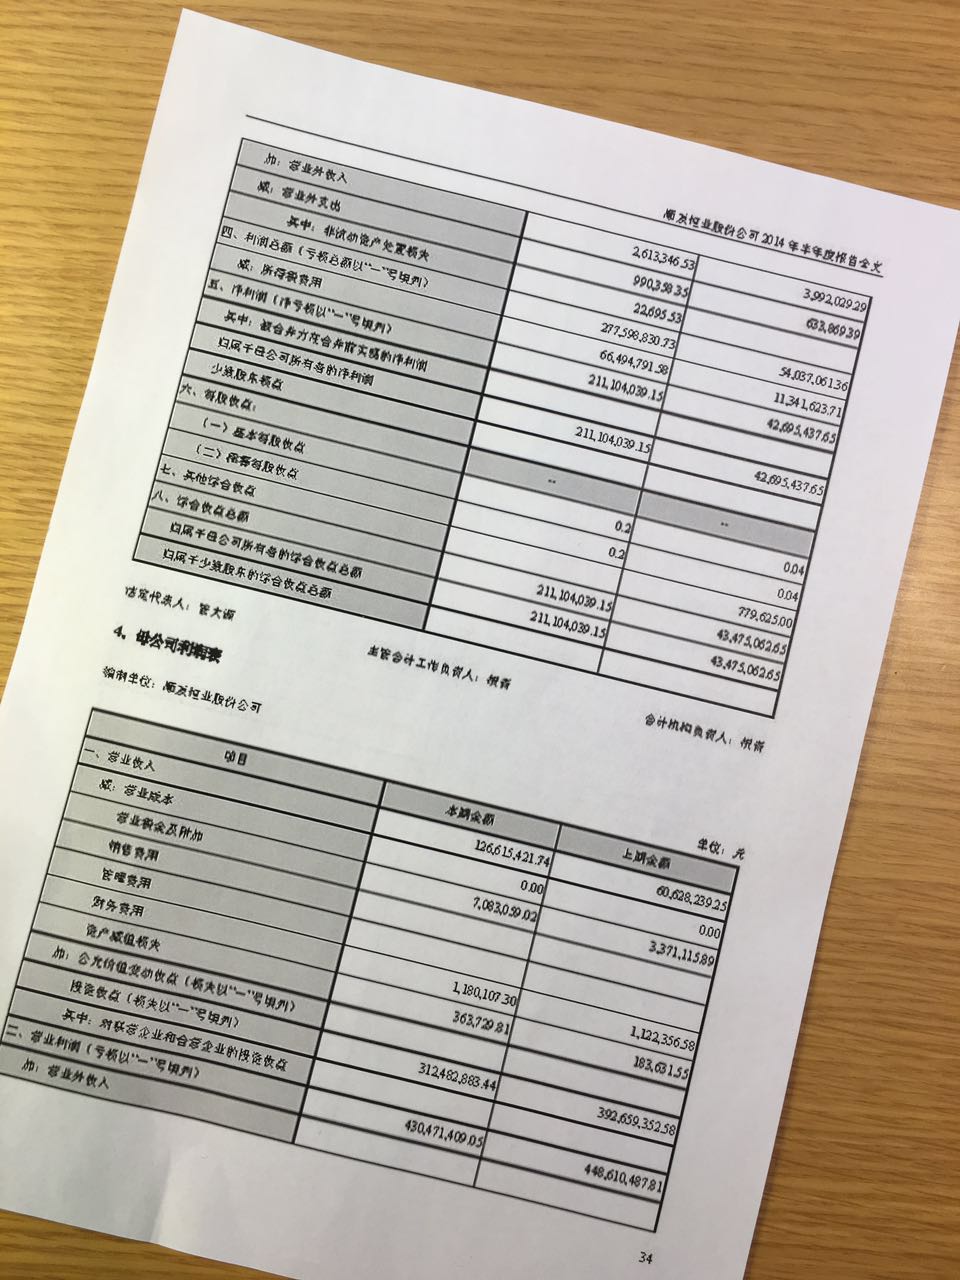 顺发恒业股份公司 2014 年半年度报告全文
加：营业外收入 2,613,346.53 3,992,029.29
减：营业外支出 990,358.35 633,869.39
其中：非流动资产处置损失 22,695.53
四、利润总额（亏损总额以“－”号填列） 277,598,830.73 54,037,061.36
减：所得税费用 66,494,791.58 11,341,623.71
五、净利润（净亏损以“－”号填列） 211,104,039.15 42,695,437.65
其中：被合并方在合并前实现的净利润
归属于母公司所有者的净利润 211,104,039.15 42,695,437.65
少数股东损益
六、每股收益： -- --
（一）基本每股收益 0.2 0.04
（二）稀释每股收益 0.2 0.04
七、其他综合收益 779,625.00
八、综合收益总额 211,104,039.15 43,475,062.65
归属于母公司所有者的综合收益总额 211,104,039.15 43,475,062.65
归属于少数股东的综合收益总额
法定代表人：管大源 主管会计工作负责人：祝青 会计机构负责人：祝青
4、母公司利润表
编制单位：顺发恒业股份公司
单位：元
项目 本期金额 上期金额
一、营业收入 126,615,421.74 60,628,239.25
减：营业成本 0.00 0.00
营业税金及附加 7,083,059.02 3,371,115.89
销售费用
管理费用 1,180,107.30 1,122,356.58
财务费用 363,729.81 183,631.55
资产减值损失
加：公允价值变动收益（损失以“－”号填列）
投资收益（损失以“－”号填列） 312,482,883.44 392,659,352.58
其中：对联营企业和合营企业的投资收益
二、营业利润（亏损以“－”号填列） 430,471,409.05 448,610,487.81
加：营业外收入
34